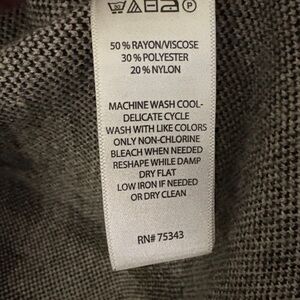 50% RAYON/VISCOSE
30% POLYESTER
20% NYLON
MACHINE WASH COOL-
DELICATE CYCLE
WASH WITH LIKE COLORS
ONLY NON-CHLORINE
BLEACH WHEN NEEDED
RESHAPE WHILE DAMP
DRY FLAT
LOW IRON IF NEEDED
OR DRY CLEAN
RN# 75343